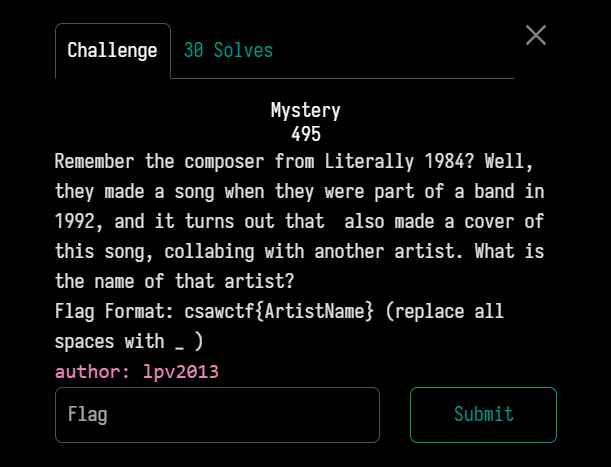 Challenge
30 Solves
Mystery
495
Remember the composer from Literally 1984? Well,
they made a song when they were part of a band in
1992, and it turns out that  also made a cover of
this song, collabing with another artist. What is
the name of that artist?
Flag Format: csawctf{ArtistName} (replace all
spaces with _ )
author: lpv2013
Flag
Submit